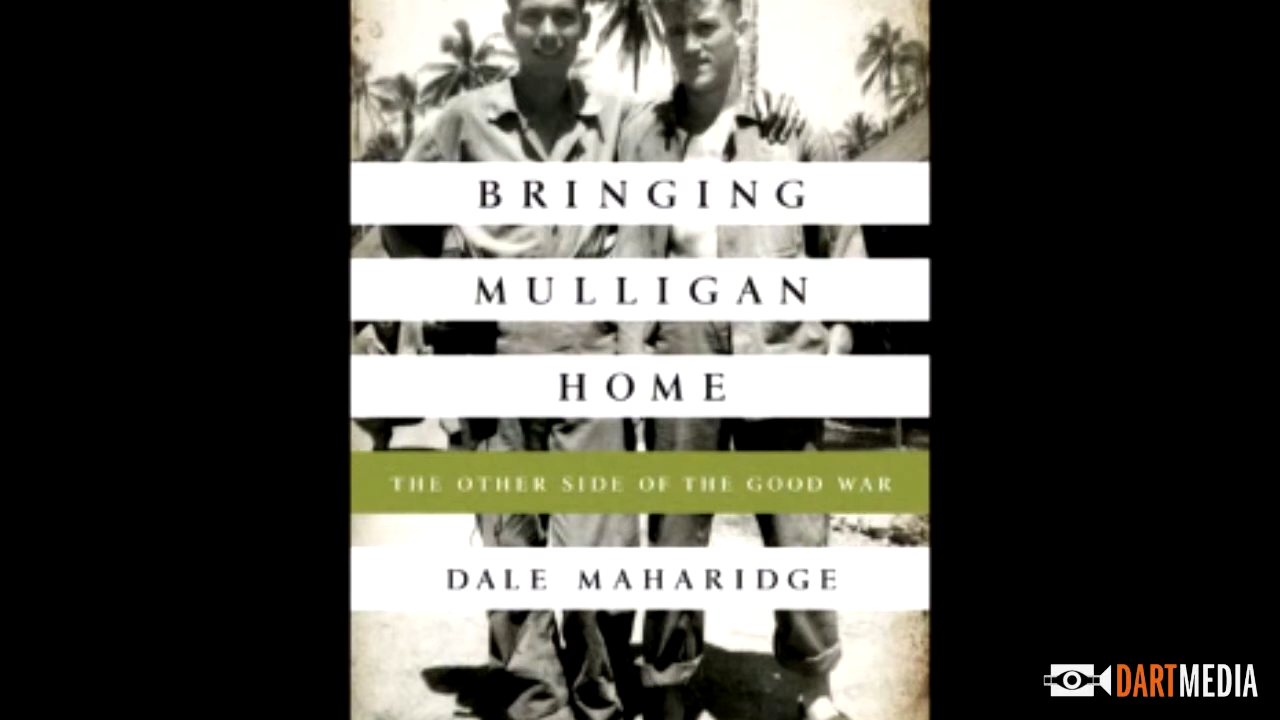 BRINGING
MULLIGAN
HOME
THE OTHER SIDE OF THE GOOD WAR
DALE MAHARIDGE
DARTMEDIA